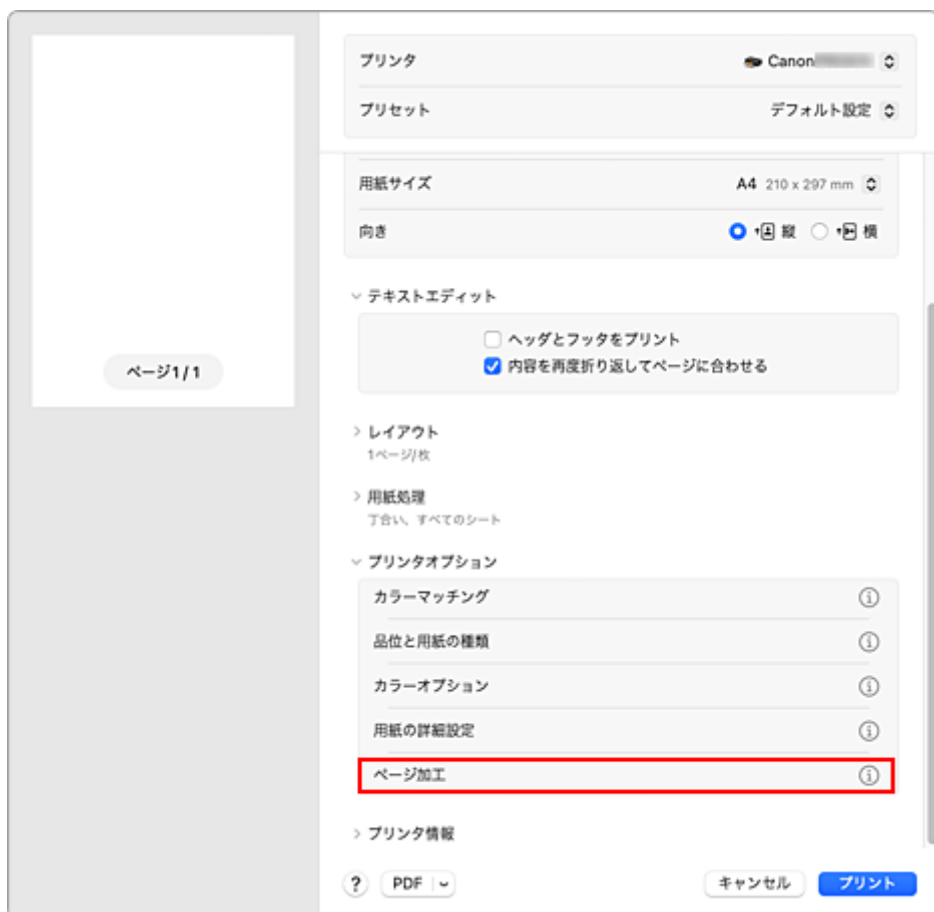 プリンタ Canon
プリセット デフォルト設定
用紙サイズ A4 210 x 297 mm
向き 縦 横
テキストエディット
ヘッダとフッタをプリント
内容を再度折り返してページに合わせる
ページ1/1
レイアウト
1ページ/枚
用紙処理
丁合い、すべてのシート
プリンタオプション
カラーマッチング
品位と用紙の種類
カラーオプション
用紙の詳細設定
ページ加工
プリンタ情報
? PDF キャンセル プリント